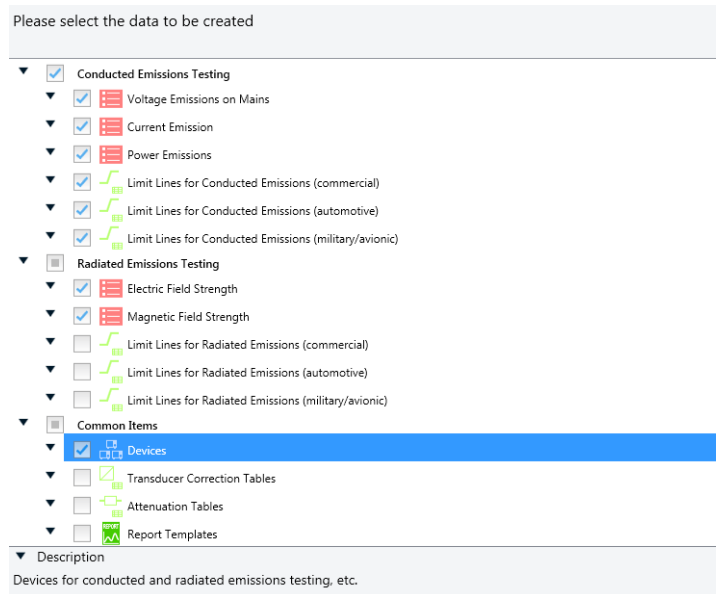 Please select the data to be created
Conducted Emissions Testing
Voltage Emissions on Mains
Current Emission
Power Emissions
Limit Lines for Conducted Emissions (commercial)
Limit Lines for Conducted Emissions (automotive)
Limit Lines for Conducted Emissions (military/avionic)
Radiated Emissions Testing
Electric Field Strength
Magnetic Field Strength
Limit Lines for Radiated Emissions (commercial)
Limit Lines for Radiated Emissions (automotive)
Limit Lines for Radiated Emissions (military/avionic)
Common Items
Devices
Transducer Correction Tables
Attenuation Tables
REPORT Report Templates
Description
Devices for conducted and radiated emissions testing, etc.